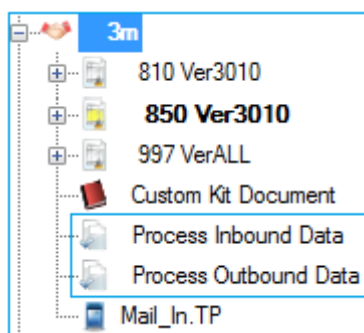 3m
810 Ver3010
850 Ver3010
997 VerALL
Custom Kit Document
Process Inbound Data
Process Outbound Data
Mail_In.TP